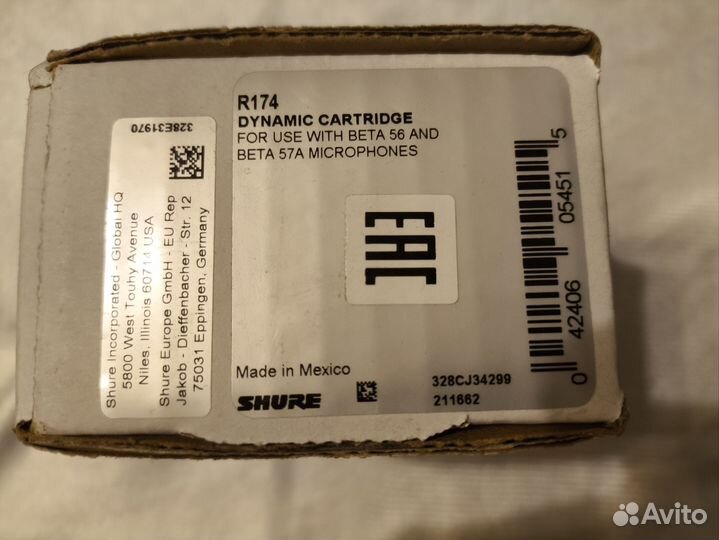 R174
DYNAMIC CARTRIDGE
FOR USE WITH BETA 56 AND
BETA 57A MICROPHONES
EAC
Made in Mexico
SHURE
328CJ34299
211662
0 42406 05451 5
328E31970
Shure Incorporated - Global HQ
5800 West Touhy Avenue
Niles, Illinois 60714 USA
Shure Europe GmbH - EU Rep
Jakob - Dieffenbacher - Str. 12
75031 Eppingen, Germany
Avito